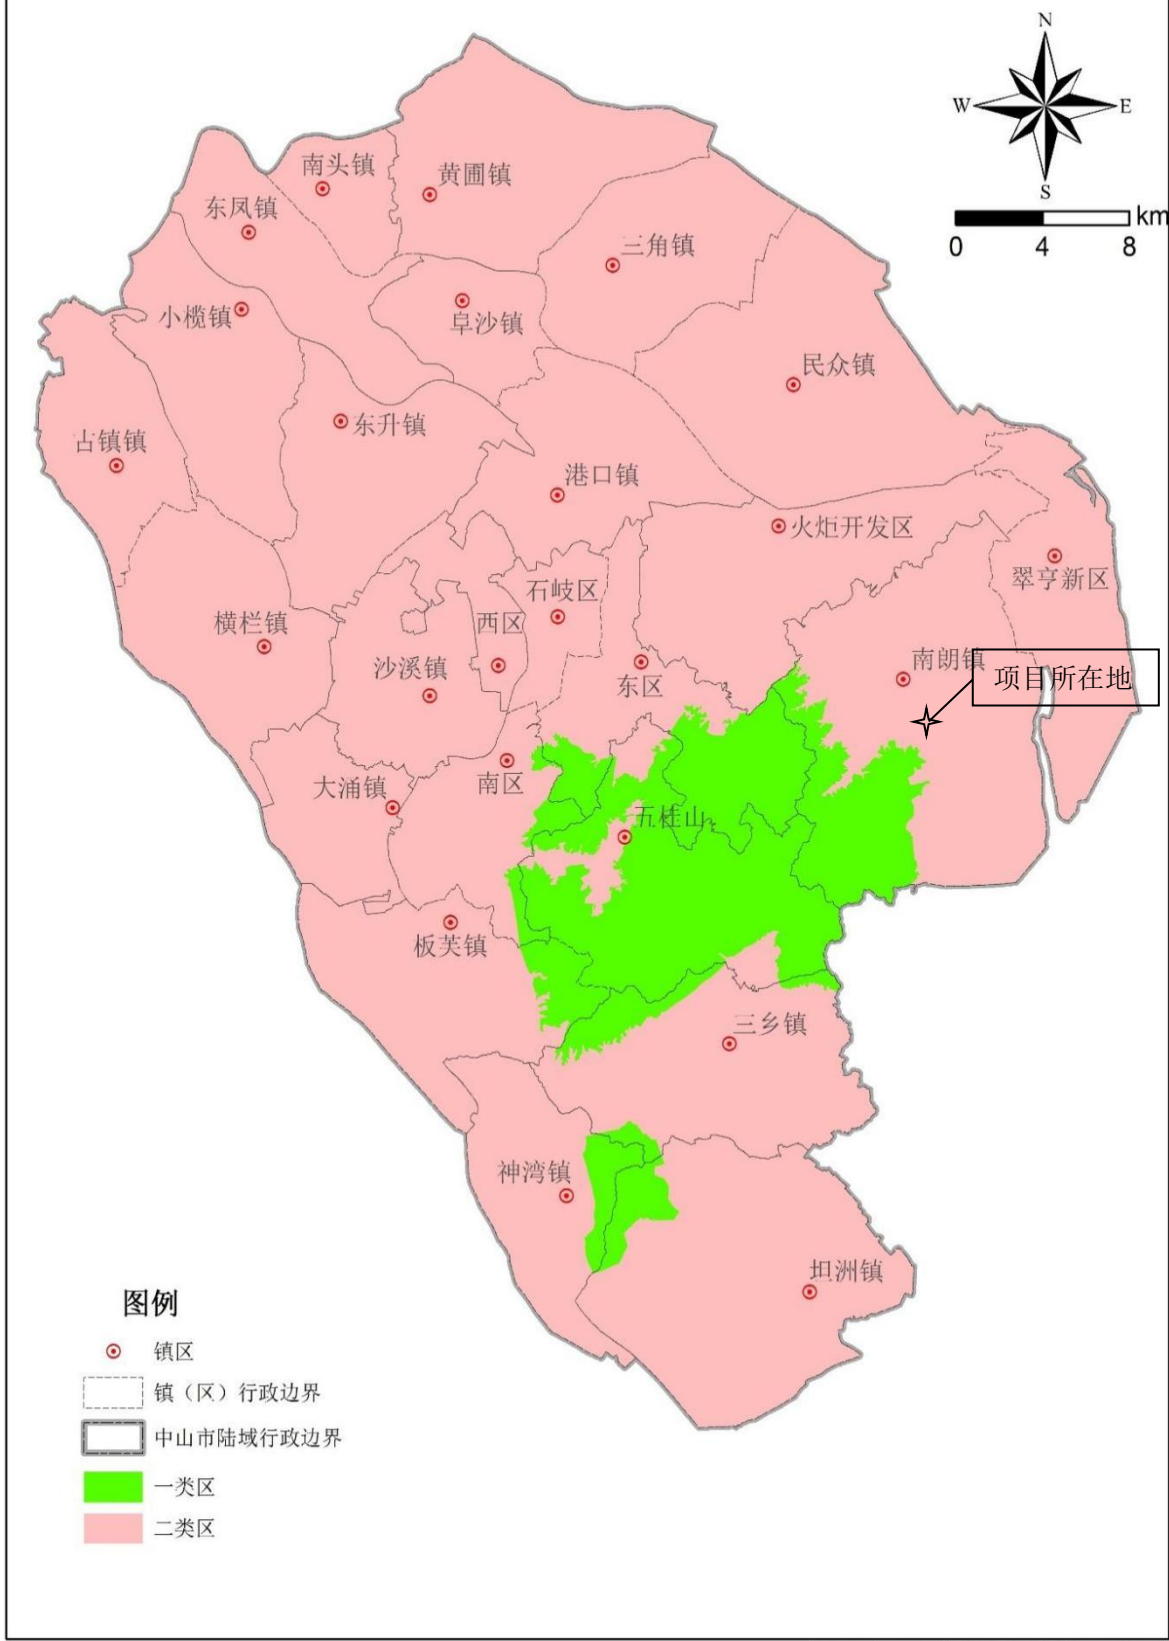 N
W
E
S
km
0
4
8
南头镇
黄圃镇
东凤镇
三角镇
小榄镇
阜沙镇
民众镇
东升镇
古镇镇
港口镇
火炬开发区
翠亨新区
石岐区
横栏镇
西区
沙溪镇
东区
南朗镇
项目所在地
南区
大涌镇
五桂山
板芙镇
三乡镇
神湾镇
坦洲镇
图例
镇区
镇（区）行政边界
中山市陆域行政边界
一类区
二类区